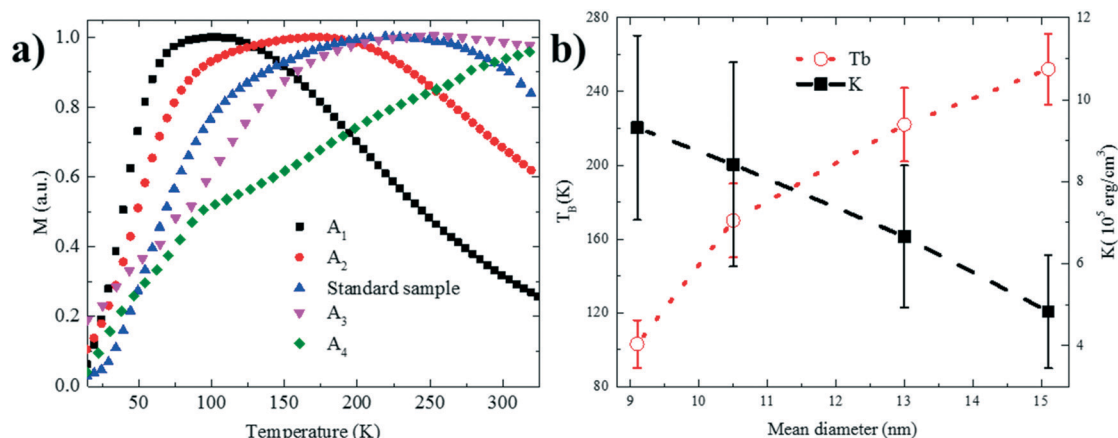 a)
M (a.u.)
1.0
0.8
0.6
0.4
0.2
0.0
50
100
150
200
250
300
Temperature (K)
A1
A2
Standard sample
A3
A4
b)
T_B(K)
280
240
200
160
120
80
9
10
11
12
13
14
15
Mean diameter (nm)
Tb
K
12
10
8
6
4
K( 10^5 erg/cm^3)